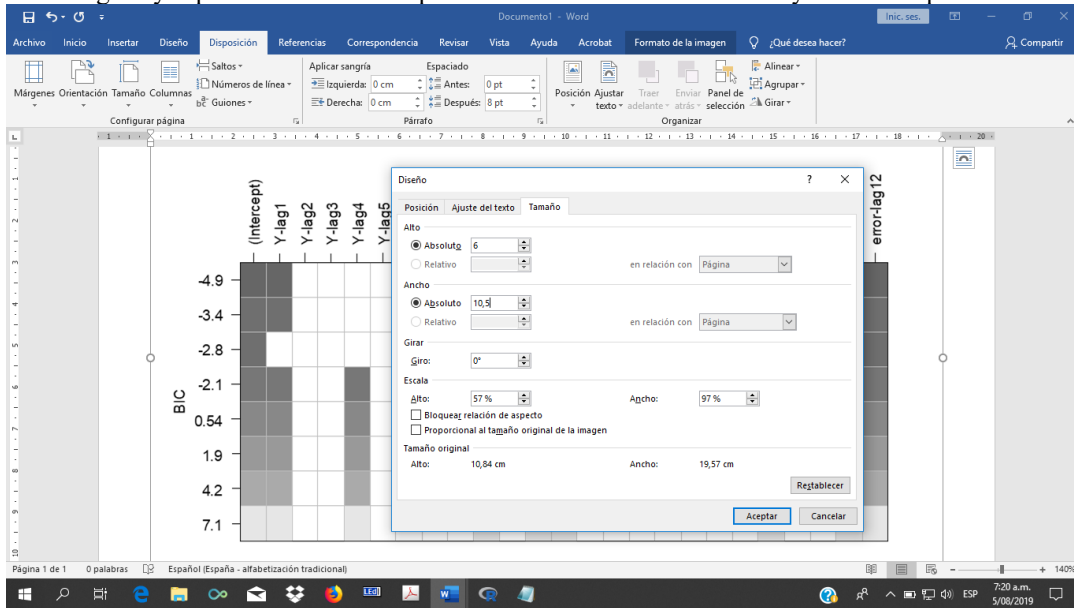 Documento1 - Word
Inic. ses.
Archivo Inicio Insertar Diseño Disposición Referencias Correspondencia Revisar Vista Ayuda Acrobat Formato de la imagen ¿Qué desea hacer? Compartir
Márgenes Orientación Tamaño Columnas
Saltos
Números de línea
Guiones
Configurar página
Aplicar sangría
Izquierda: 0 cm
Derecha: 0 cm
Espaciado
Antes: 0 pt
Después: 8 pt
Párrafo
Posición Ajustar texto Traer adelante Enviar atrás Panel de selección
Alinear
Agrupar
Girar
Organizar
(Intercept)
Y-lag1
Y-lag2
Y-lag3
Y-lag4
Y-lag5
error-lag12
BIC
-4.9
-3.4
-2.8
-2.1
0.54
1.9
4.2
7.1
Diseño ? X
Posición Ajuste del texto Tamaño
Alto
Absoluto 6
Relativo en relación con Página
Ancho
Absoluto 10,5
Relativo en relación con Página
Girar
Giro: 0°
Escala
Alto: 57 % Ancho: 97 %
Bloquear relación de aspecto
Proporcional al tamaño original de la imagen
Tamaño original
Alto: 10,84 cm Ancho: 19,57 cm
Restablecer
Aceptar Cancelar
Página 1 de 1 0 palabras Español (España - alfabetización tradicional) 140%
LEdI
ESP
7:20 a.m.
5/08/2019